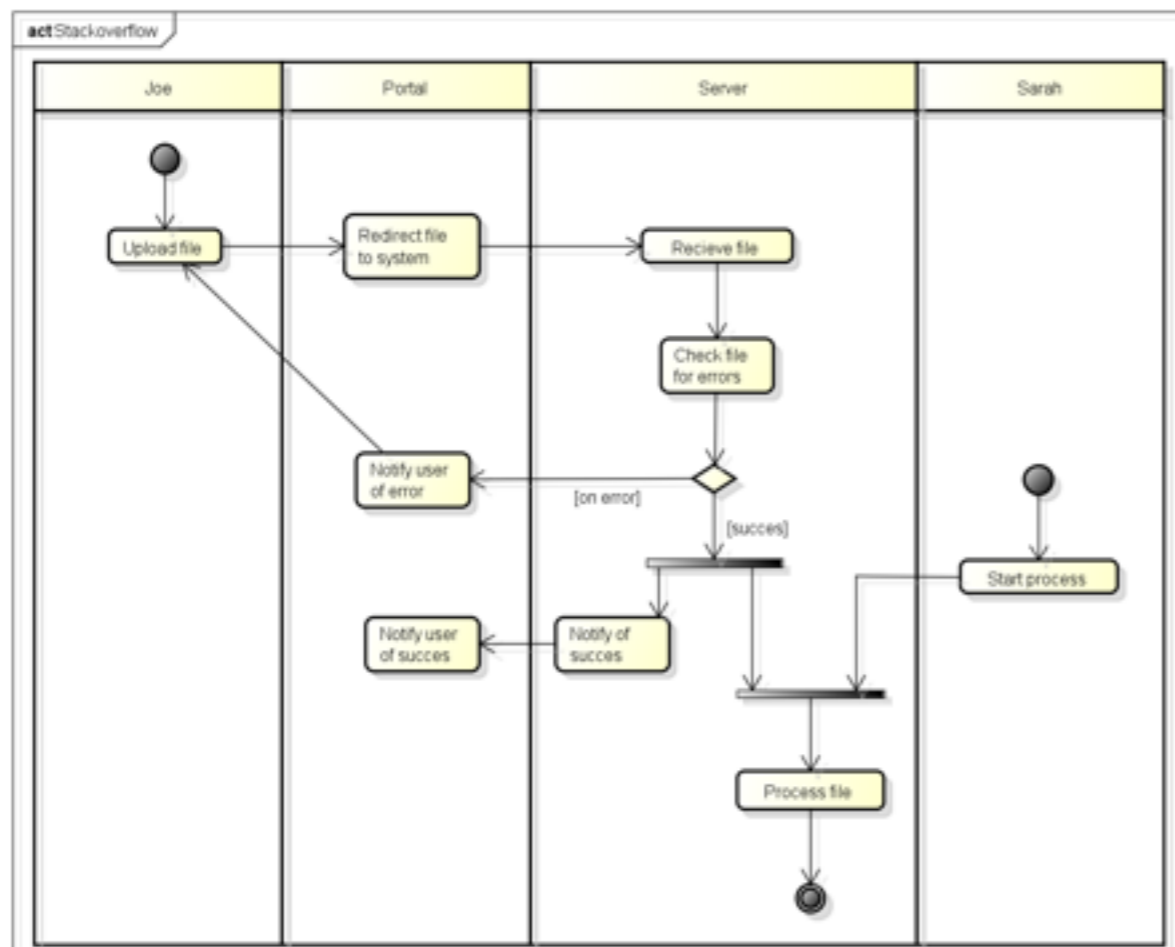 act Stackoverflow
Joe
Portal
Server
Sarah
Upload file
Redirect file
to system
Recieve file
Check file
for errors
Notify user
of error
[on error]
[succes]
Start process
Notify user
of succes
Notify of
succes
Process file